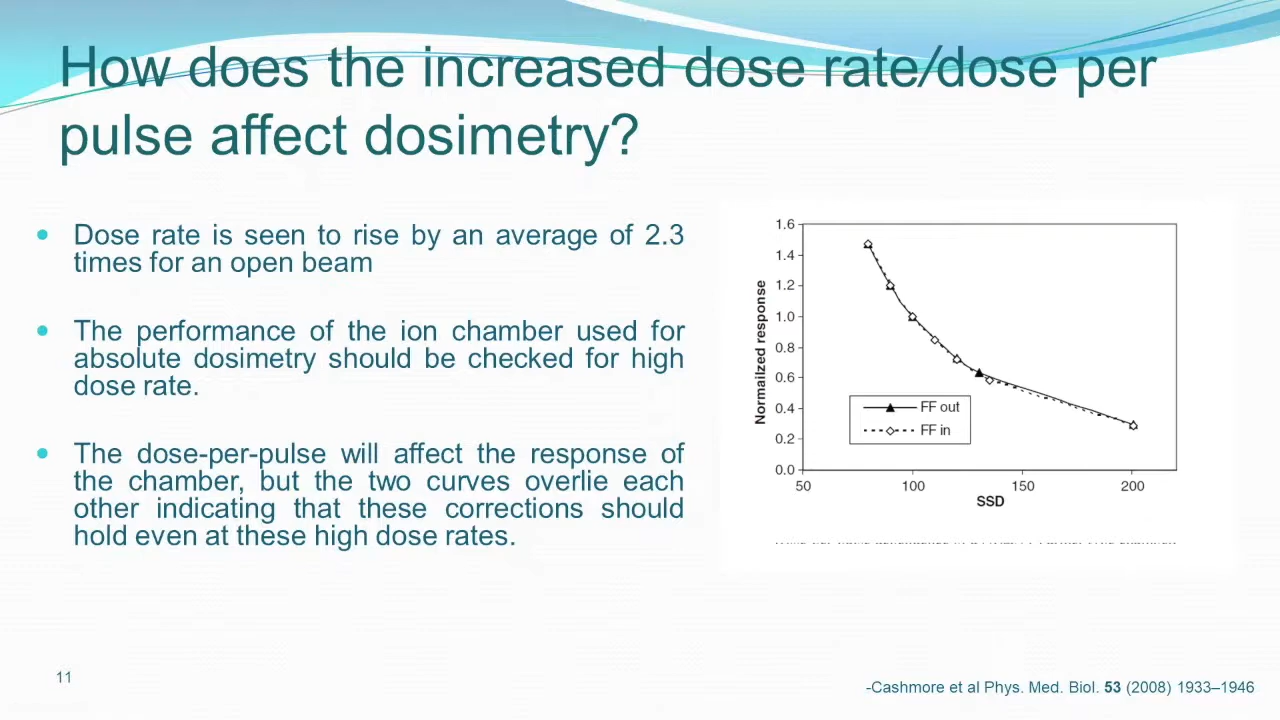 How does the increased dose rate/dose per
pulse affect dosimetry?
Dose rate is seen to rise by an average of 2.3
times for an open beam
The performance of the ion chamber used for
absolute dosimetry should be checked for high
dose rate.
The dose-per-pulse will affect the response of
the chamber, but the two curves overlie each
other indicating that these corrections should
hold even at these high dose rates.
1.6
1.4
1.2
1.0
0.8
0.6
0.4
0.2
0.0
Normailzed response
FF out
FF in
50
100
150
200
SSD
11
-Cashmore et al Phys. Med. Biol. 53 (2008) 1933–1946